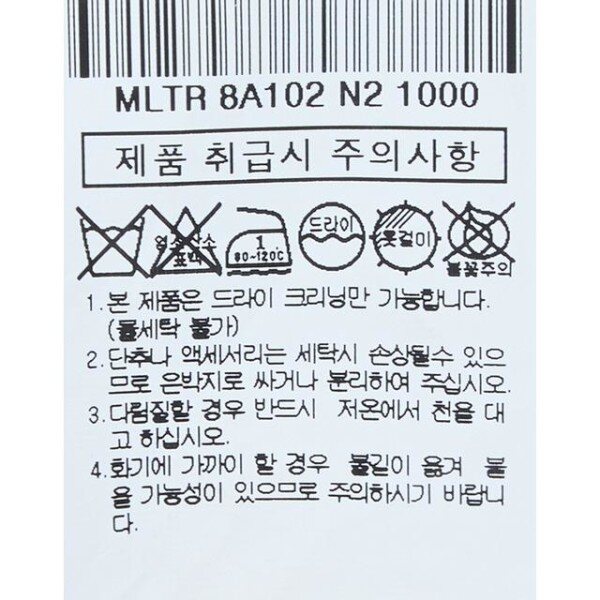 MLTR 8A102 N2 1000
제품 취급시 주의사항
염소산소 드라이 옷걸이
표백 1
80~120℃ 불꽃주의
1. 본 제품은 드라이 크리닝만 가능합니다.
(물세탁 불가)
2. 단추나 액세서리는 세탁시 손상될수 있으
므로 은박지로 싸거나 분리하여 주십시오.
3. 다림질할 경우 반드시 저온에서 천을 대
고 하십시오.
4. 화기에 가까이 할 경우 불길이 옮겨 붙
을 가능성이 있으므로 주의하시기 바랍니
다.